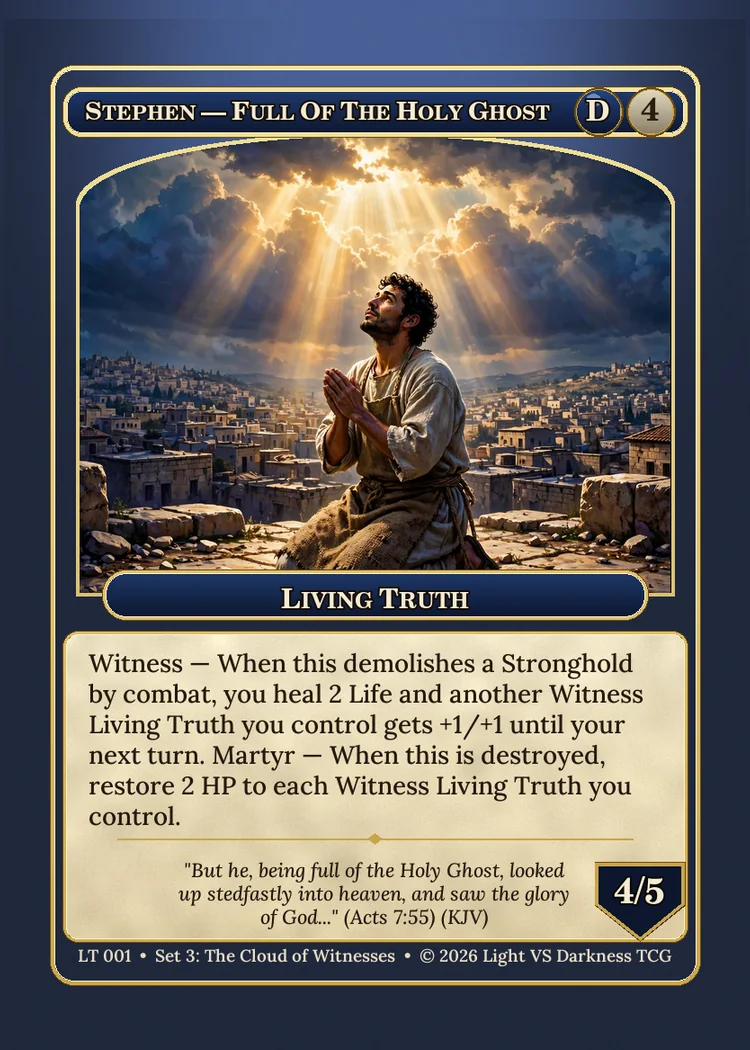 Stephen — Full Of The Holy Ghost D 4
Living Truth
Witness — When this demolishes a Stronghold
by combat, you heal 2 Life and another Witness
Living Truth you control gets +1/+1 until your
next turn. Martyr — When this is destroyed,
restore 2 HP to each Witness Living Truth you
control.
"But he, being full of the Holy Ghost, looked
up stedfastly into heaven, and saw the glory
of God..." (Acts 7:55) (KJV)
4/5
LT 001 • Set 3: The Cloud of Witnesses • © 2026 Light VS Darkness TCG